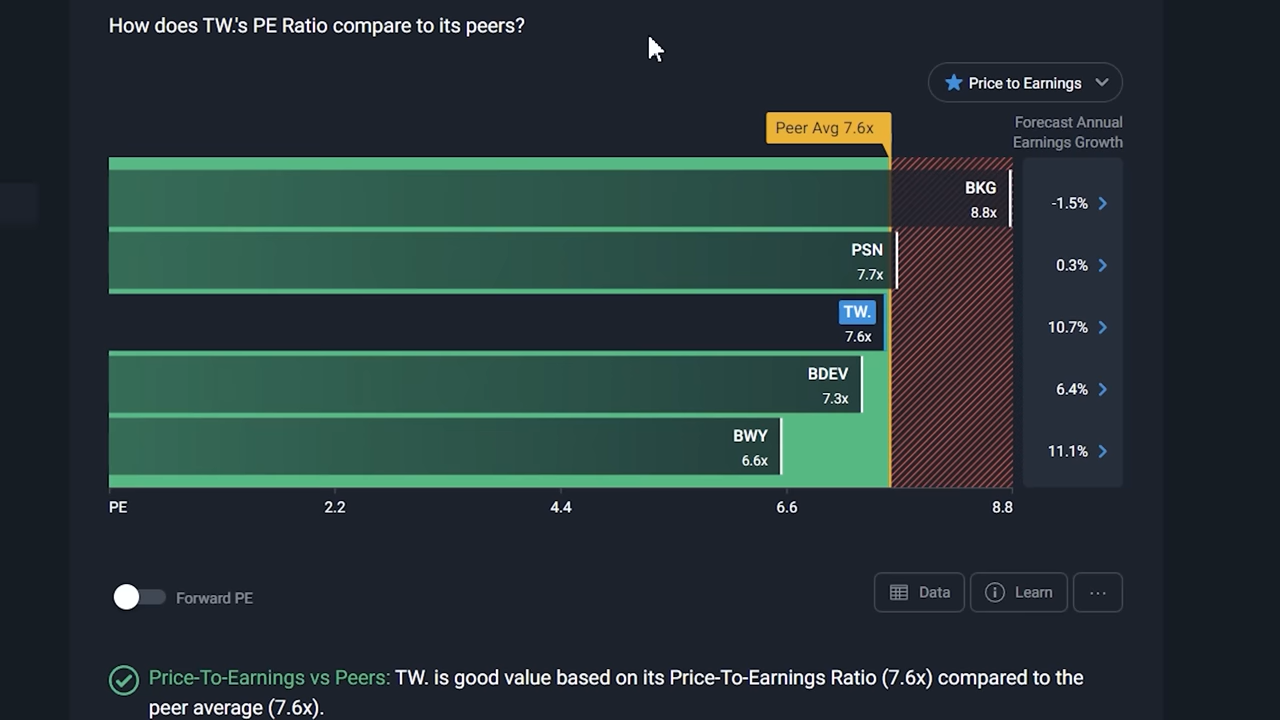 How does TW.'s PE Ratio compare to its peers?
Price to Earnings
Peer Avg 7.6x
Forecast Annual
Earnings Growth
BKG
8.8x
-1.5%
PSN
7.7x
0.3%
TW.
7.6x
10.7%
BDEV
7.3x
6.4%
BWY
6.6x
11.1%
PE 2.2 4.4 6.6 8.8
Forward PE
Data
Learn
...
Price-To-Earnings vs Peers: TW. is good value based on its Price-To-Earnings Ratio (7.6x) compared to the
peer average (7.6x).